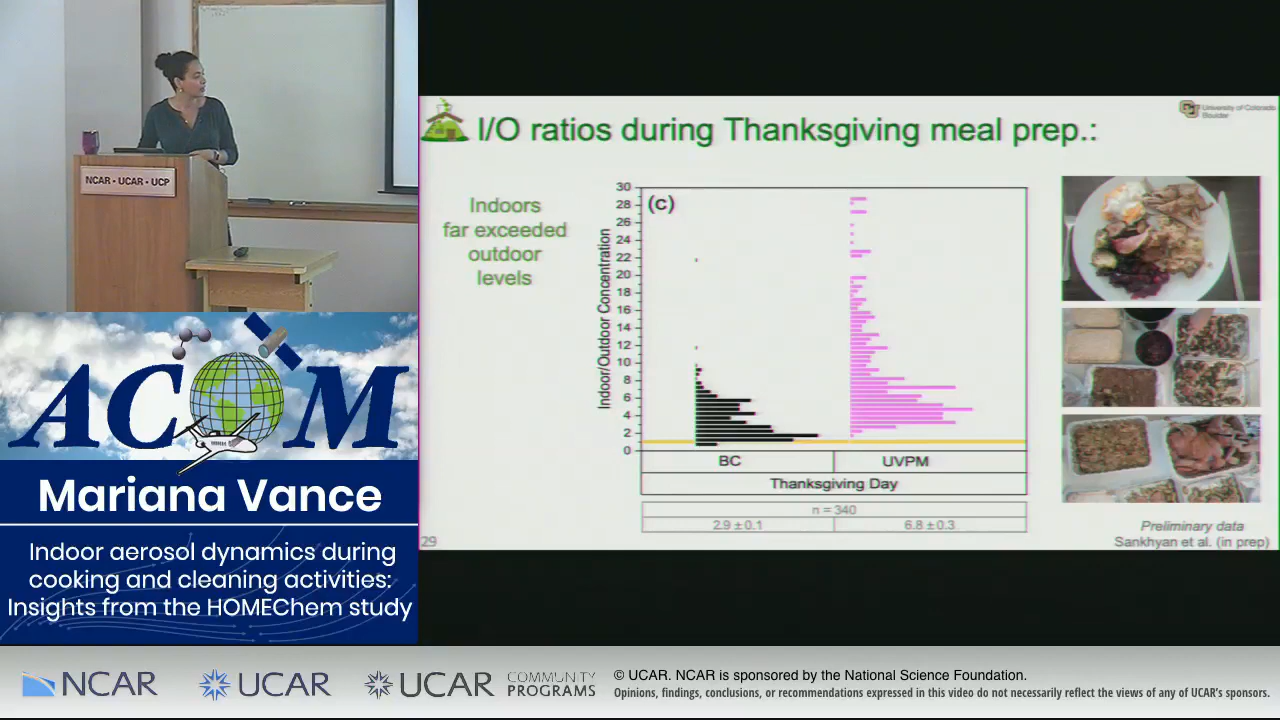 NCAR • UCAR • UCP
ACOM
Mariana Vance
Indoor aerosol dynamics during
cooking and cleaning activities:
Insights from the HOMEChem study
I/O ratios during Thanksgiving meal prep.:
University of Colorado
Boulder
Indoors
far exceeded
outdoor
levels
Indoor/Outdoor Concentration
30
28
26
24
22
20
18
16
14
12
10
8
6
4
2
0
(c)
BC
UVPM
Thanksgiving Day
n = 340
2.9 ± 0.1
6.8 ± 0.3
Preliminary data
Sankhyan et al. (in prep)
29
NCAR
UCAR
UCAR
COMMUNITY
PROGRAMS
© UCAR. NCAR is sponsored by the National Science Foundation.
Opinions, findings, conclusions, or recommendations expressed in this video do not necessarily reflect the views of any of UCAR's sponsors.